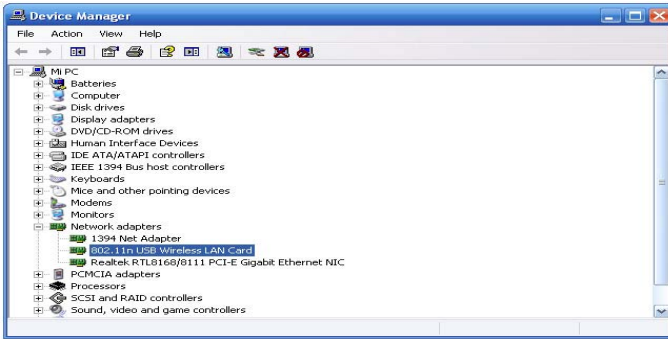 Device Manager
File Action View Help
Mi PC
Batteries
Computer
Disk drives
Display adapters
DVD/CD-ROM drives
Human Interface Devices
IDE ATA/ATAPI controllers
IEEE 1394 Bus host controllers
Keyboards
Mice and other pointing devices
Modems
Monitors
Network adapters
1394 Net Adapter
802.11n USB Wireless LAN Card
Realtek RTL8168/8111 PCI-E Gigabit Ethernet NIC
PCMCIA adapters
Processors
SCSI and RAID controllers
Sound, video and game controllers